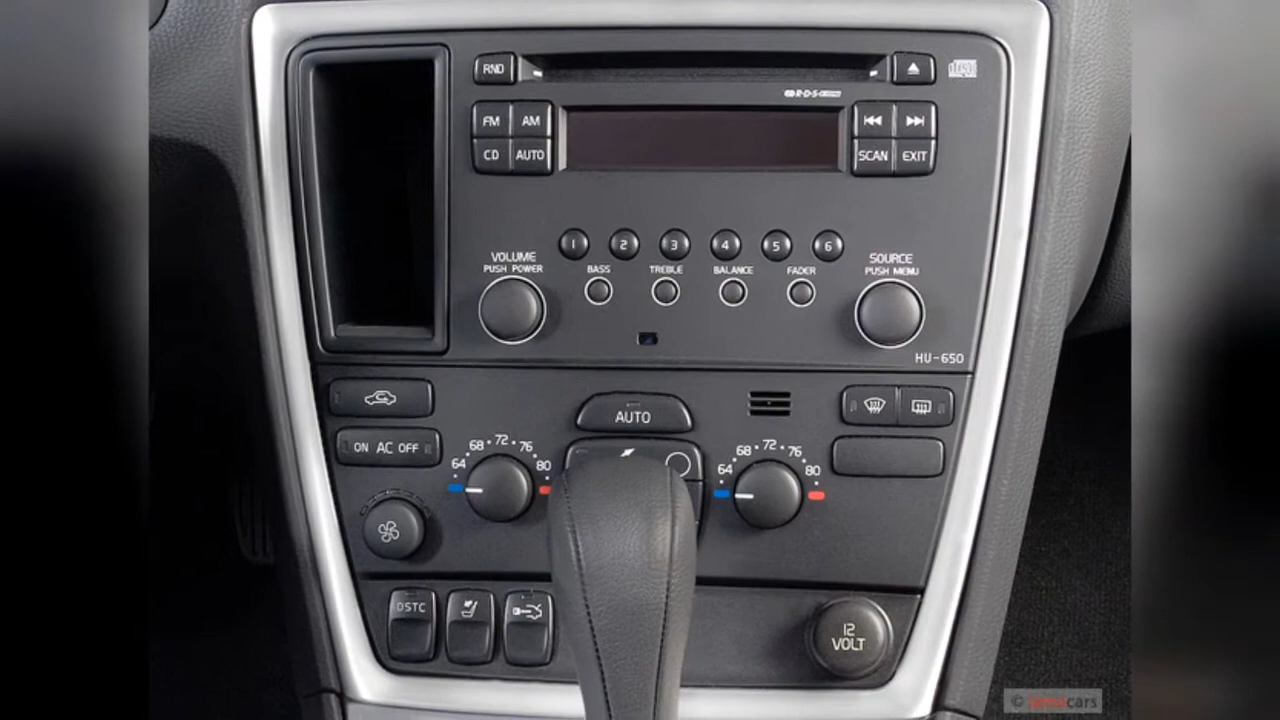 RND
R·D·S
FM AM
CD AUTO
SCAN EXIT
1 2 3 4 5 6
VOLUME
PUSH POWER
BASS TREBLE BALANCE FADER
SOURCE
PUSH MENU
HU-650
AUTO
ON AC OFF
64 68 72 76 80
64 68 72 76 80
DSTC
12
VOLT
cars